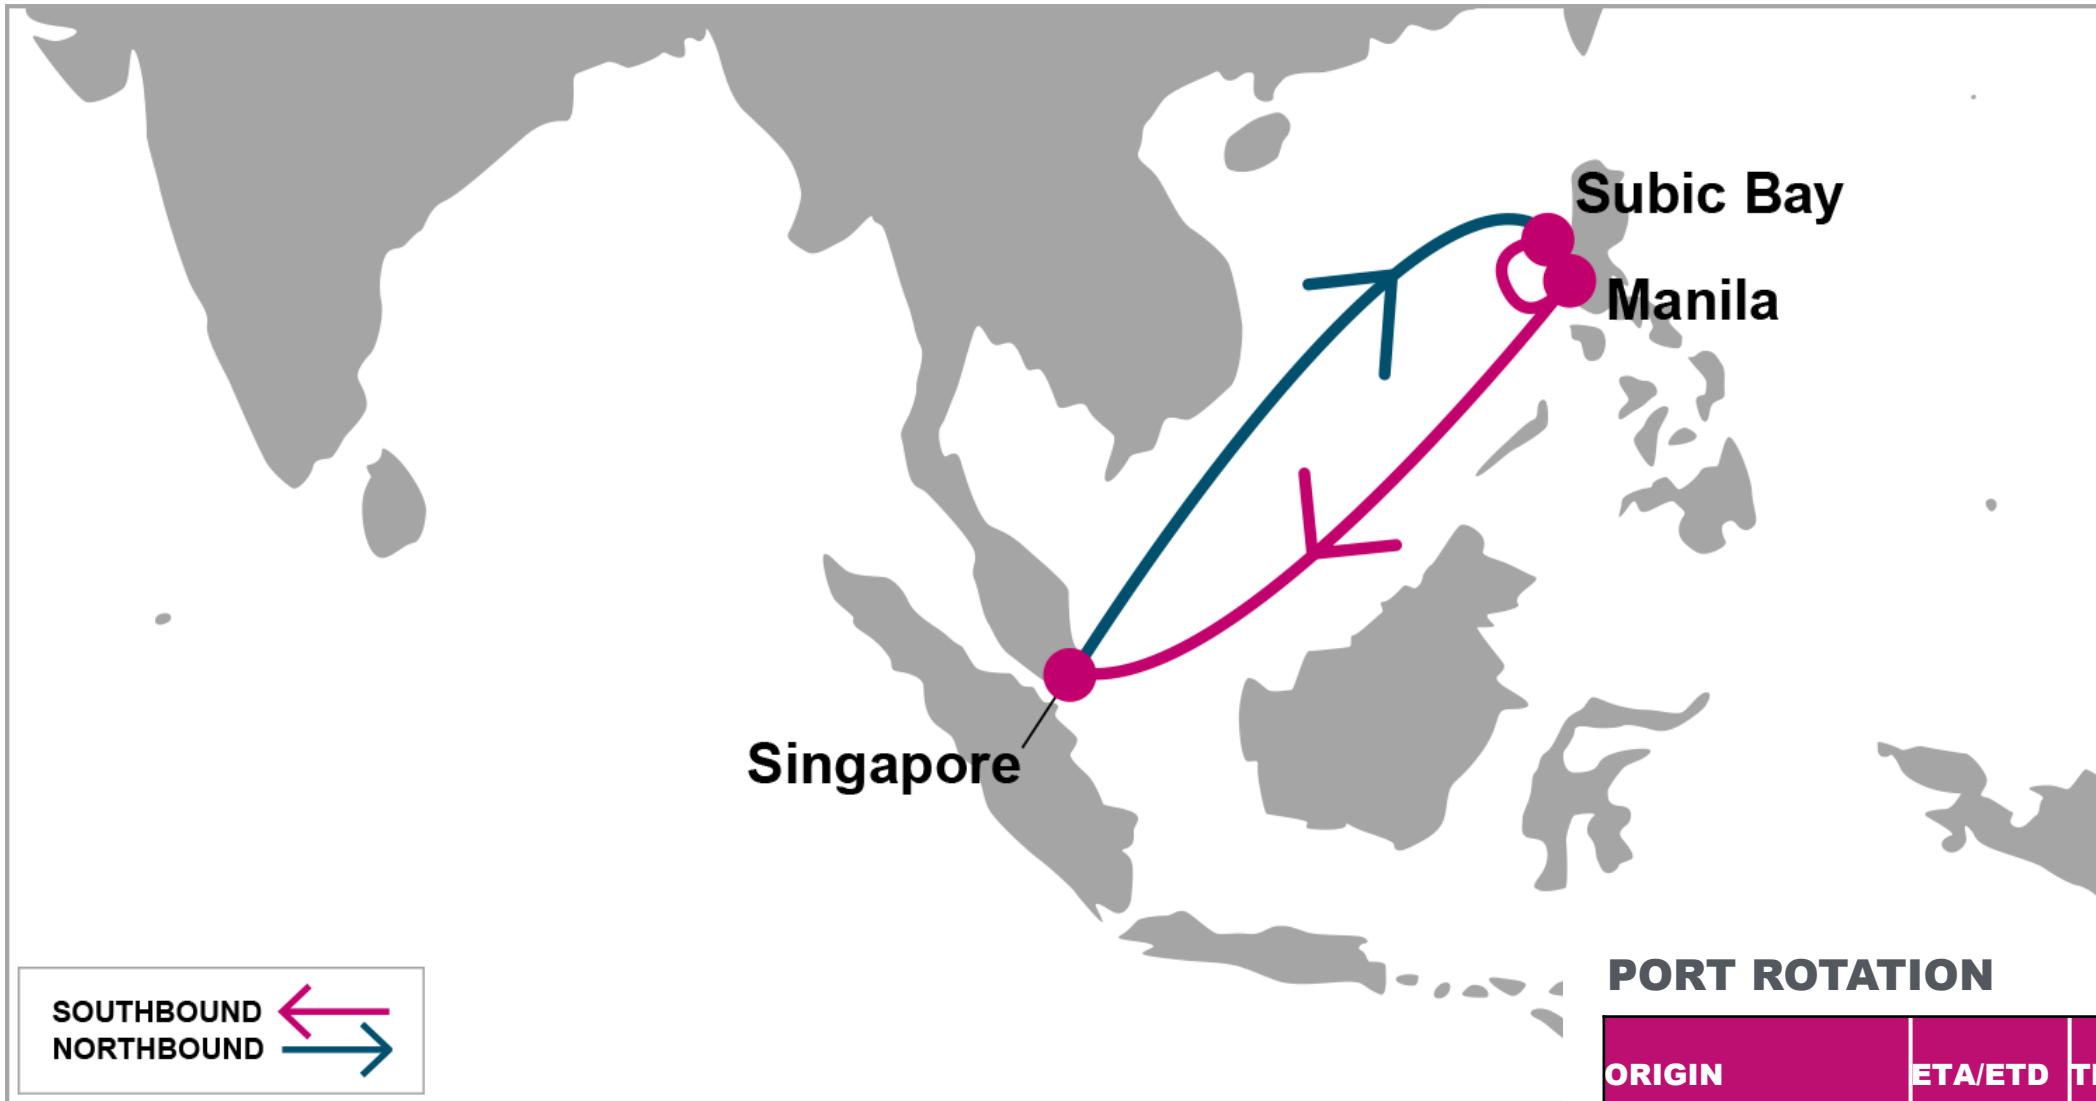 Subic Bay
Manila
Singapore
SOUTHBOUND
NORTHBOUND
PORT ROTATION
ORIGIN ETA/ETD